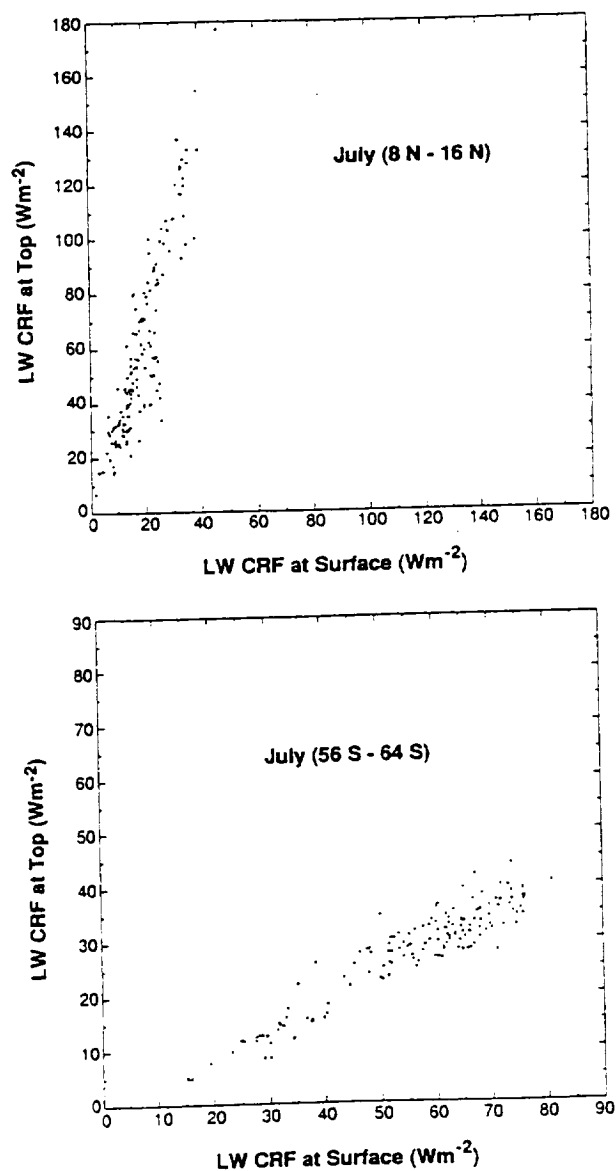 180
160
140
120
100
80
60
40
20
0
LW CRF at Top (Wm-2)
July (8 N - 16 N)
0 20 40 60 80 100 120 140 160 180
LW CRF at Surface (Wm-2)
90
80
70
60
50
40
30
20
10
0
LW CRF at Top (Wm-2)
July (56 S - 64 S)
0 10 20 30 40 50 60 70 80 90
LW CRF at Surface (Wm-2)